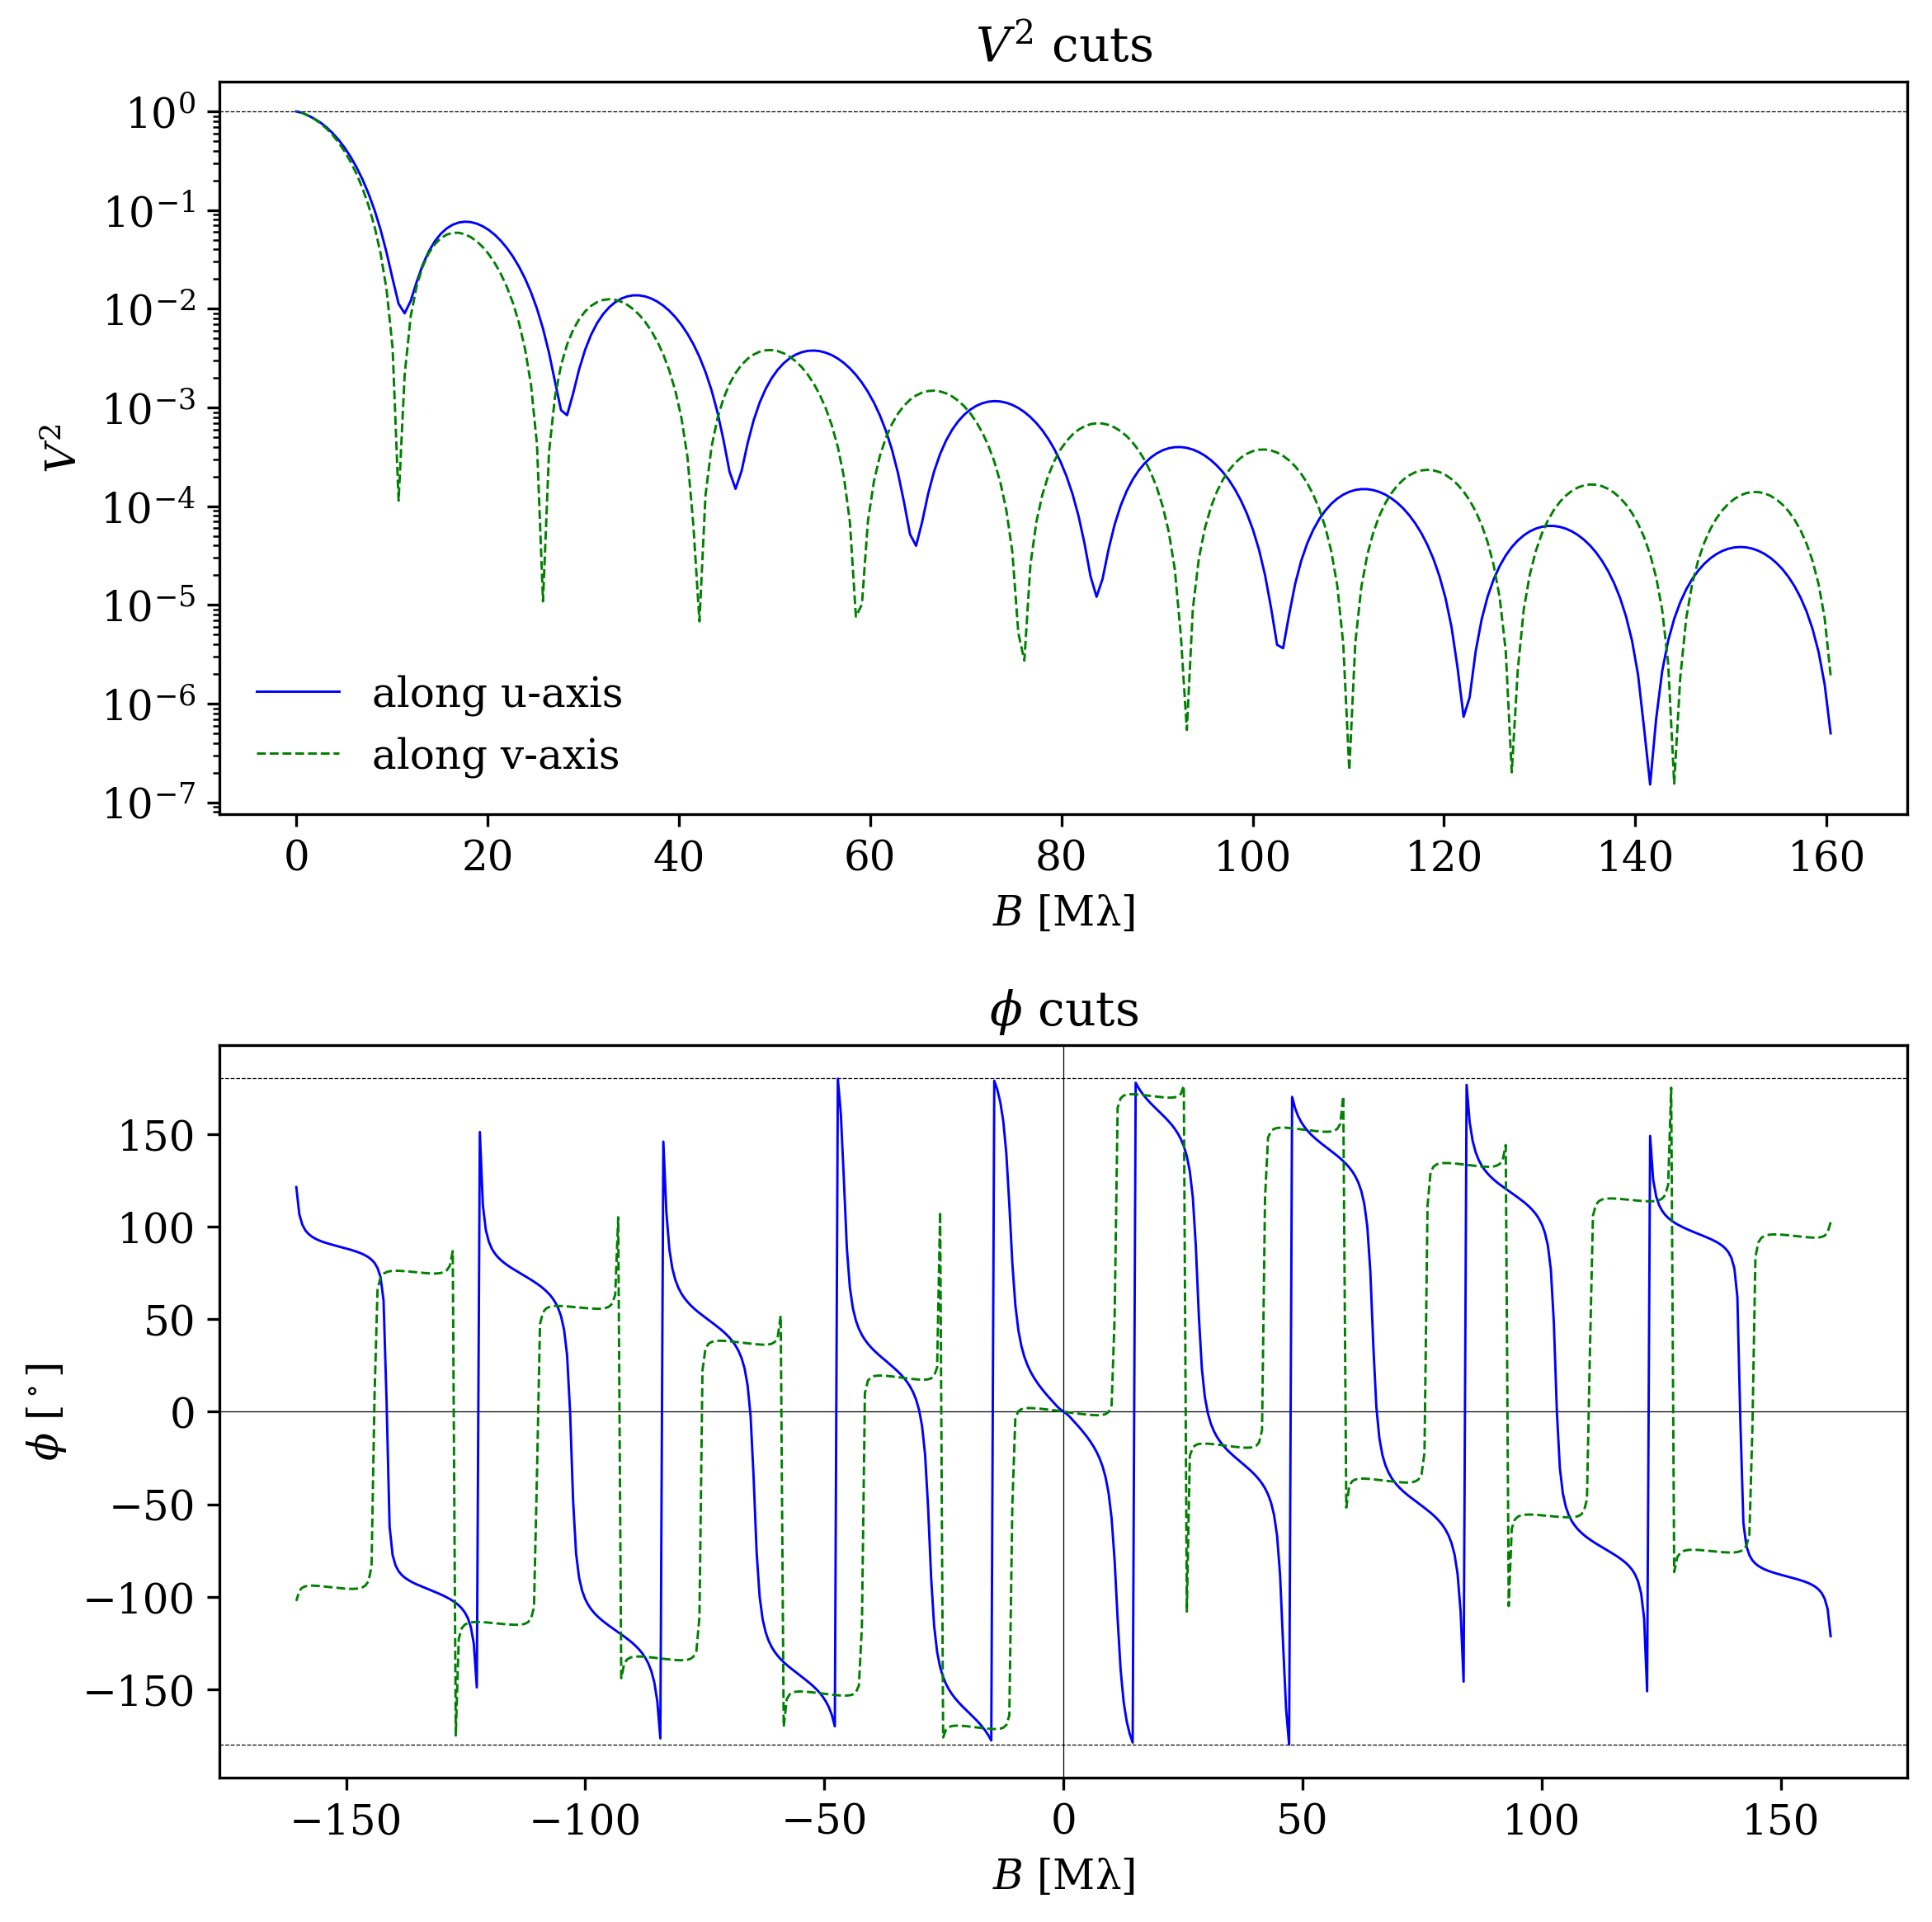 V² cuts
10⁰
10⁻¹
10⁻²
10⁻³
10⁻⁴
10⁻⁵
10⁻⁶
10⁻⁷
V²
along u-axis
along v-axis
0 20 40 60 80 100 120 140 160
B [Mλ]
ϕ cuts
150
100
50
0
−50
−100
−150
ϕ [°]
−150 −100 −50 0 50 100 150
B [Mλ]